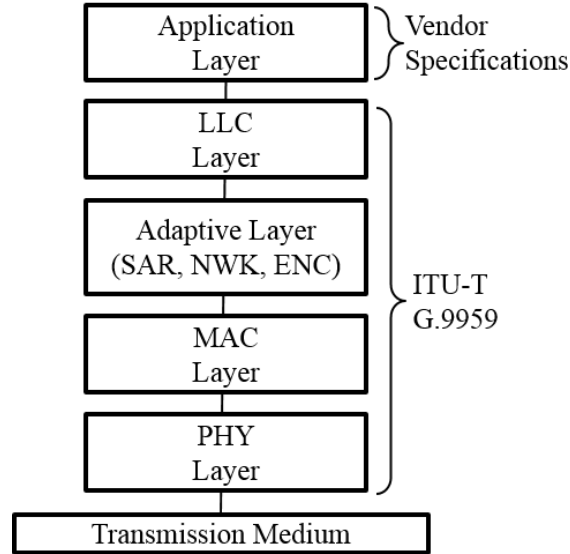 Application
Layer
Vendor
Specifications
LLC
Layer
Adaptive Layer
(SAR, NWK, ENC)
ITU-T
G.9959
MAC
Layer
PHY
Layer
Transmission Medium